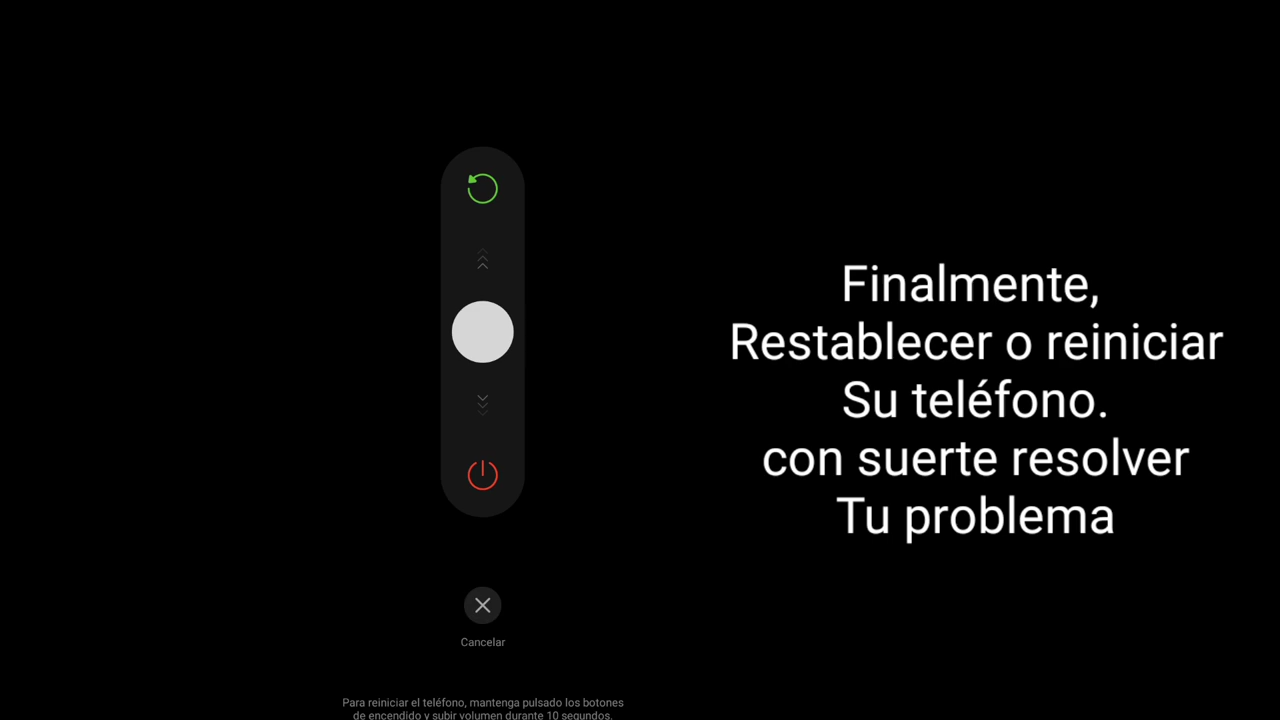 Finalmente,
Restablecer o reiniciar
Su teléfono.
con suerte resolver
Tu problema
Cancelar
Para reiniciar el teléfono, mantenga pulsado los botones
de encendido y subir volumen durante 10 segundos.